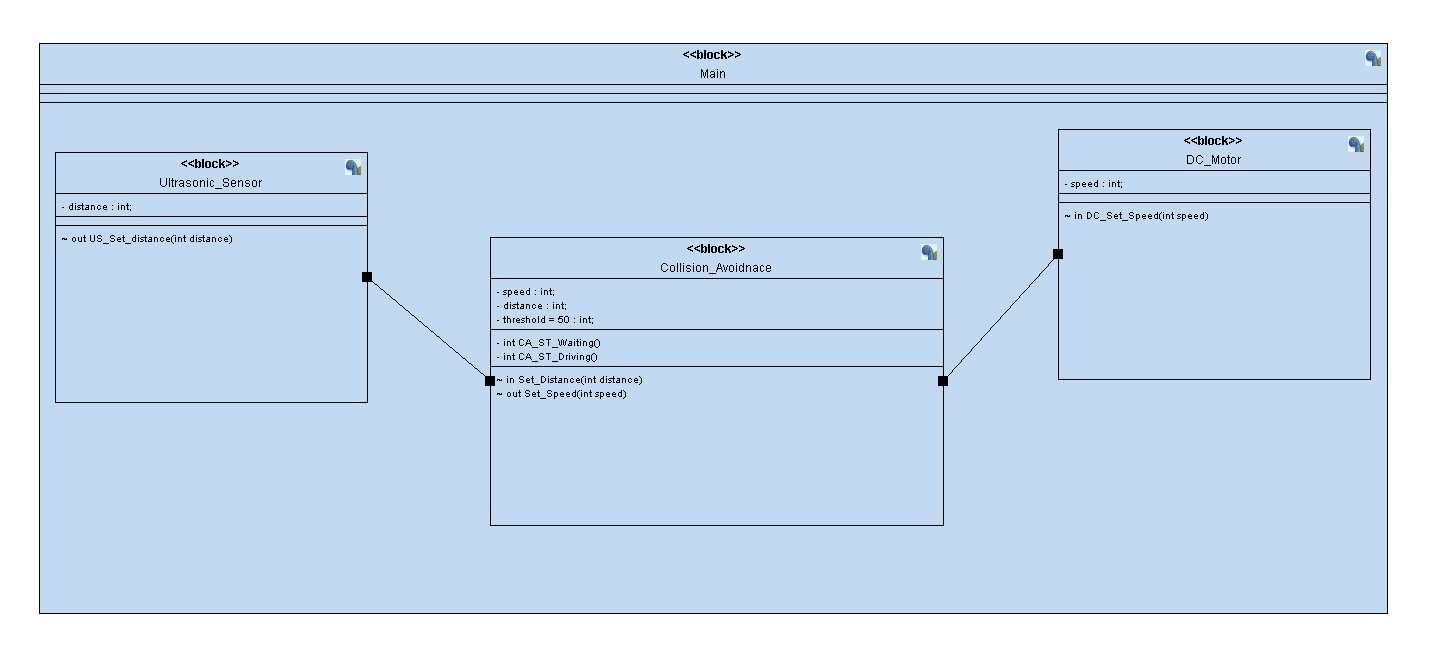 <<block>>
Main
<<block>>
Ultrasonic_Sensor
- distance : int;
~ out US_Set_distance(int distance)
<<block>>
Collision_Avoidnace
- speed : int;
- distance : int;
- threshold = 50 : int;
- int CA_ST_Waiting()
- int CA_ST_Driving()
~ in Set_Distance(int distance)
~ out Set_Speed(int speed)
<<block>>
DC_Motor
- speed : int;
~ in DC_Set_Speed(int speed)